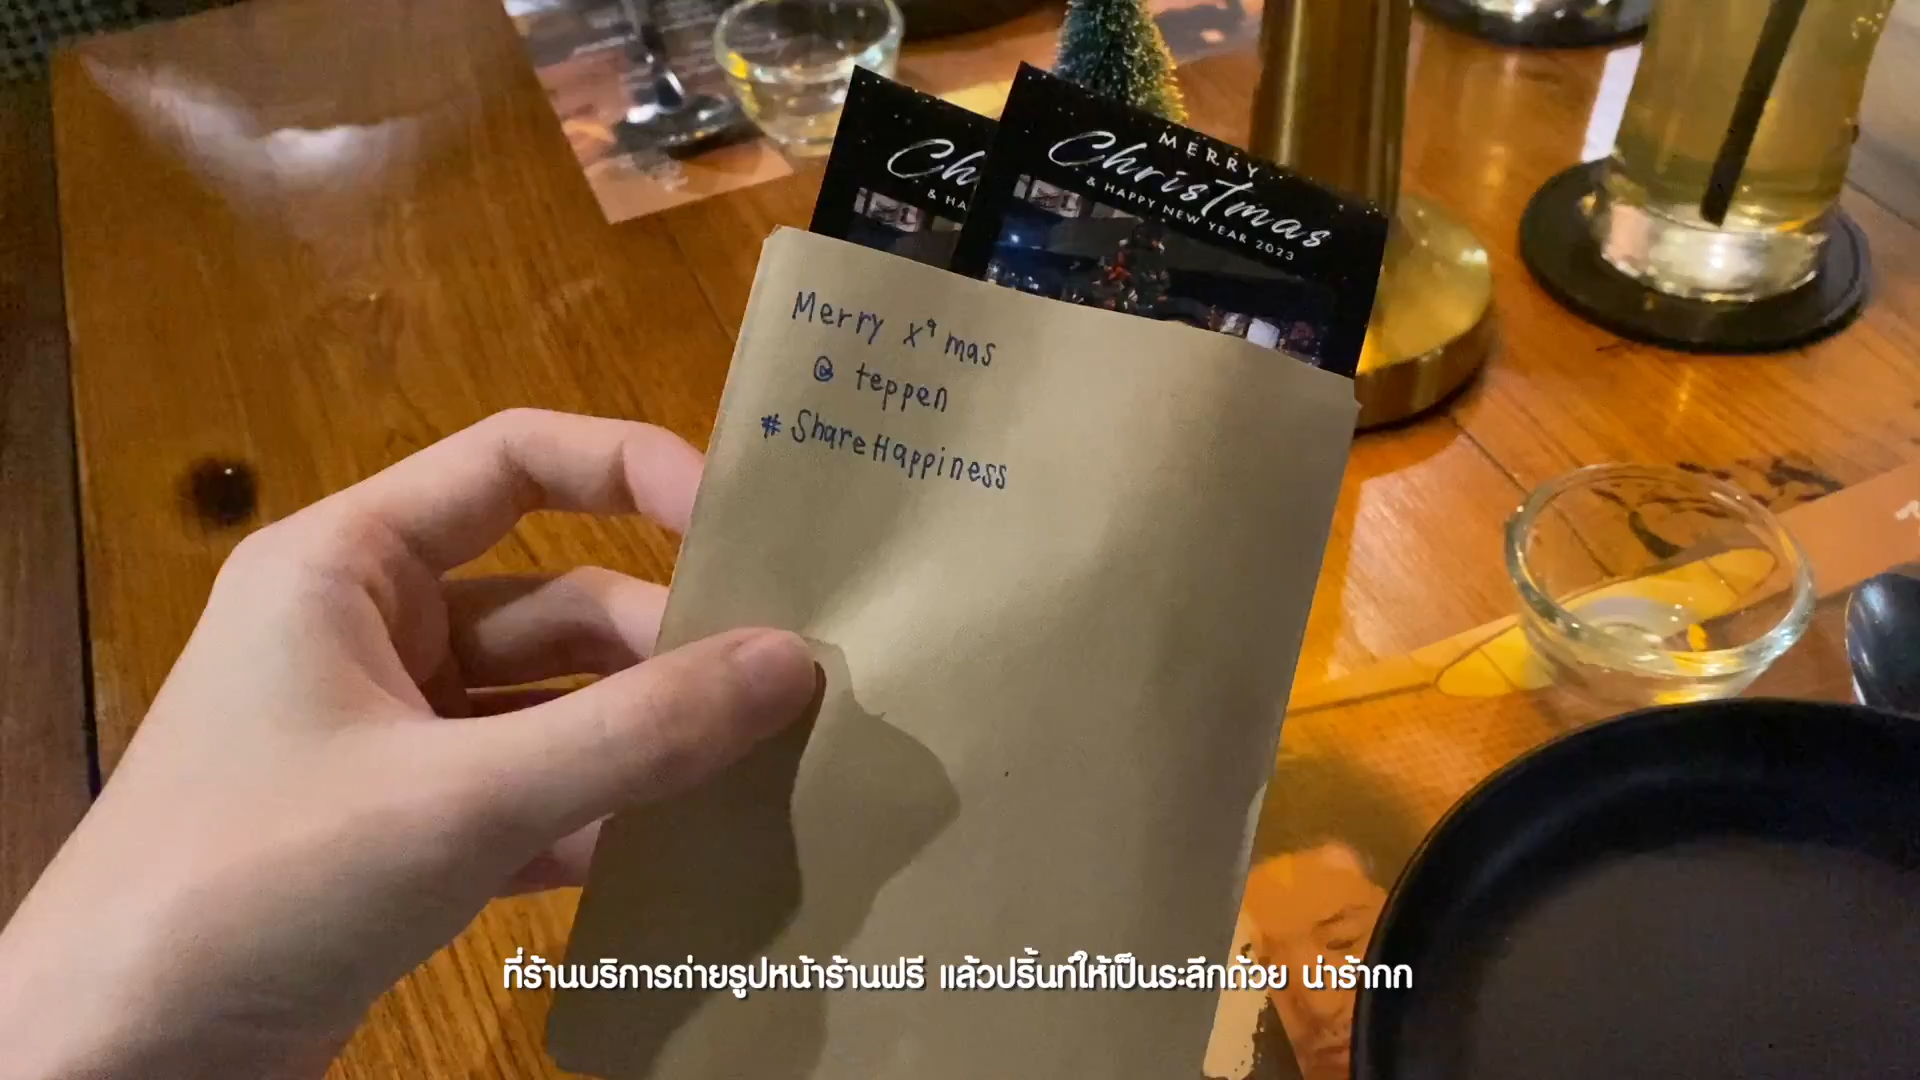 MERRY
Christmas
& HAPPY NEW YEAR 2023
Ch
& HA
Merry x'mas
@ teppen
#ShareHappiness
ที่ร้านบริการถ่ายรูปหน้าร้านฟรี แล้วปริ้นท์ให้เป็นระลึกด้วย น่าร้ากก